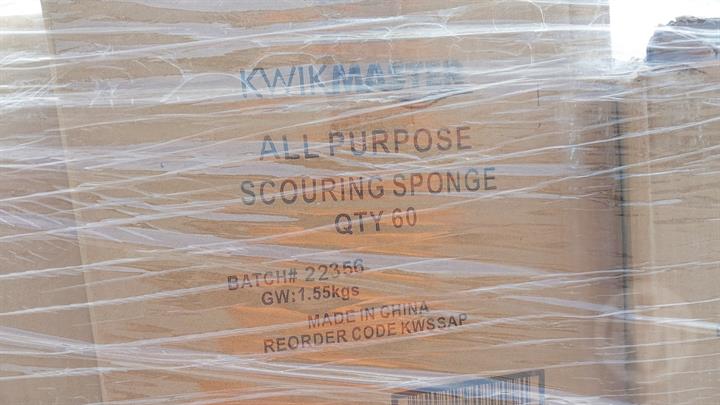 KWIKMASTER
ALL PURPOSE
SCOURING SPONGE
QTY 60
BATCH# 22356
GW:1.55kgs
MADE IN CHINA
REORDER CODE KWSSAP